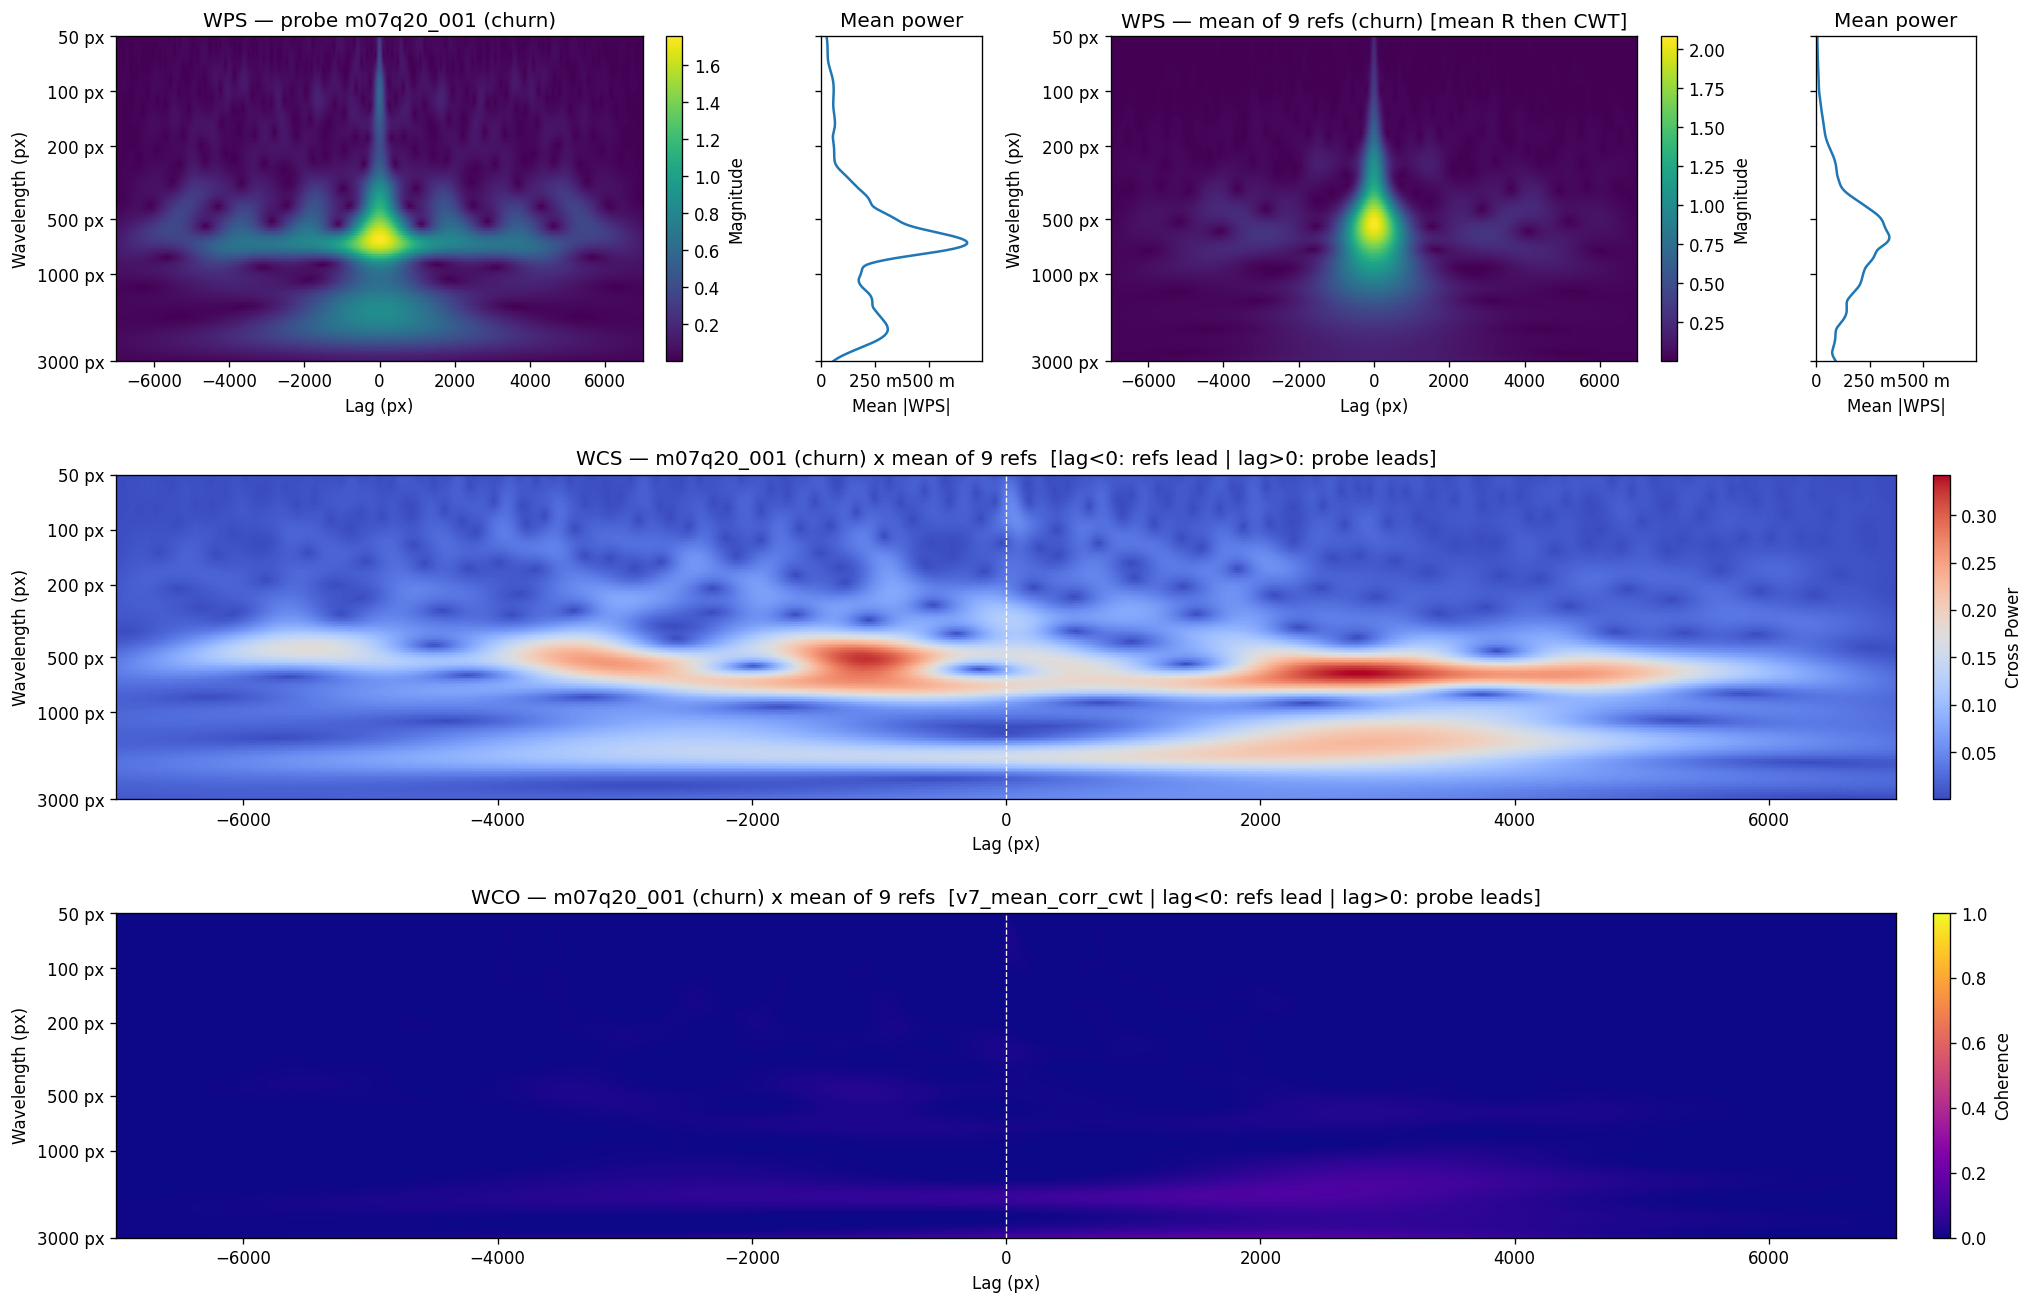 WPS — probe m07q20_001 (churn)
50 px
100 px
200 px
500 px
1000 px
3000 px
Wavelength (px)
−6000 −4000 −2000 0 2000 4000 6000
Lag (px)
1.6
1.4
1.2
1.0
0.8
0.6
0.4
0.2
Magnitude
Mean power
0 250 m 500 m
Mean |WPS|
WPS — mean of 9 refs (churn) [mean R then CWT]
50 px
100 px
200 px
500 px
1000 px
3000 px
Wavelength (px)
−6000 −4000 −2000 0 2000 4000 6000
Lag (px)
2.00
1.75
1.50
1.25
1.00
0.75
0.50
0.25
Magnitude
Mean power
0 250 m 500 m
Mean |WPS|
WCS — m07q20_001 (churn) x mean of 9 refs [lag<0: refs lead | lag>0: probe leads]
50 px
100 px
200 px
500 px
1000 px
3000 px
Wavelength (px)
−6000 −4000 −2000 0 2000 4000 6000
Lag (px)
0.30
0.25
0.20
0.15
0.10
0.05
Cross Power
WCO — m07q20_001 (churn) x mean of 9 refs [v7_mean_corr_cwt | lag<0: refs lead | lag>0: probe leads]
50 px
100 px
200 px
500 px
1000 px
3000 px
Wavelength (px)
−6000 −4000 −2000 0 2000 4000 6000
Lag (px)
1.0
0.8
0.6
0.4
0.2
0.0
Coherence